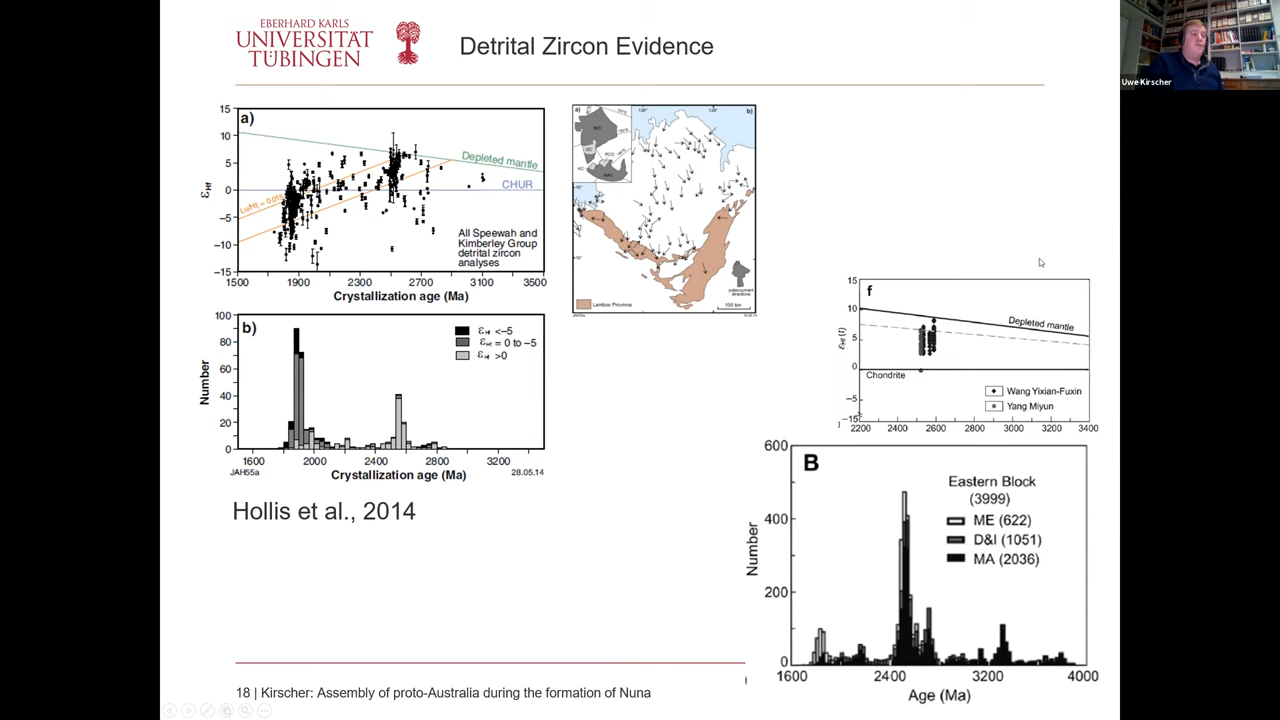 EBERHARD KARLS
UNIVERSITÄT
TÜBINGEN
Detrital Zircon Evidence
Uwe Kirscher
a)
15
10
5
0
−5
−10
−15
εHf
Depleted mantle
CHUR
All Speewah and
Kimberley Group
detrital zircon
analyses
1500 1900 2300 2700 3100 3500
Crystallization age (Ma)
b)
100
80
60
40
20
0
Number
εHf <−5
εHf = 0 to −5
εHf >0
1600 2000 2400 2800 3200
JAH55a
28.05.14
Crystallization age (Ma)
a)
b)
Lamboo Province
100 km
Hollis et al., 2014
f
15
10
5
0
−5
−15
εHf (t)
Depleted mantle
Chondrite
Wang Yixian-Fuxin
Yang Miyun
2200 2400 2600 2800 3000 3400
B
600
400
200
0
Number
Eastern Block
(3999)
ME (622)
D&I (1051)
MA (2036)
1600 2400 3200 4000
Age (Ma)
18 | Kirscher: Assembly of proto-Australia during the formation of Nuna